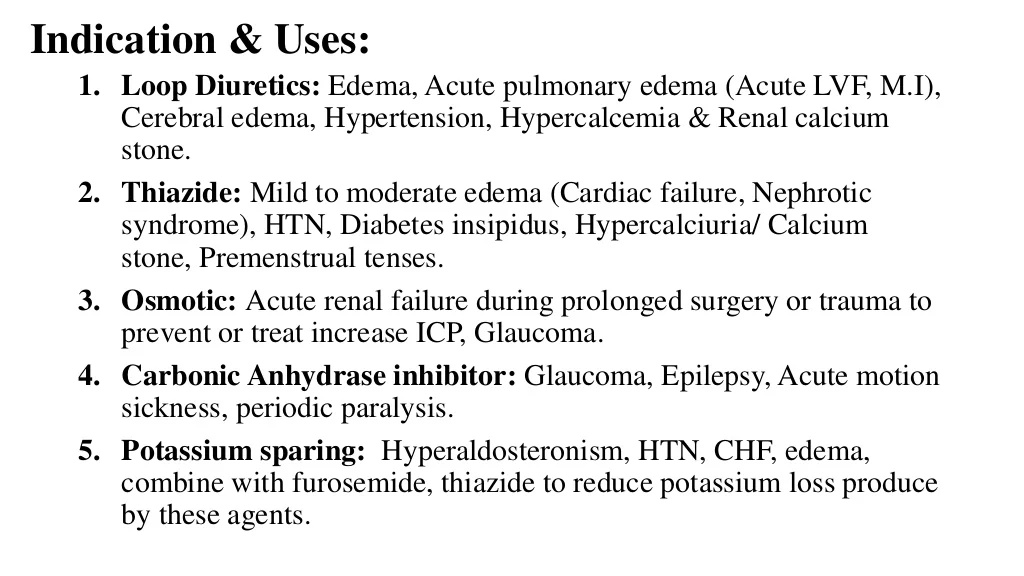 Indication & Uses:
1. Loop Diuretics: Edema, Acute pulmonary edema (Acute LVF, M.I),
Cerebral edema, Hypertension, Hypercalcemia & Renal calcium
stone.
2. Thiazide: Mild to moderate edema (Cardiac failure, Nephrotic
syndrome), HTN, Diabetes insipidus, Hypercalciuria/ Calcium
stone, Premenstrual tenses.
3. Osmotic: Acute renal failure during prolonged surgery or trauma to
prevent or treat increase ICP, Glaucoma.
4. Carbonic Anhydrase inhibitor: Glaucoma, Epilepsy, Acute motion
sickness, periodic paralysis.
5. Potassium sparing: Hyperaldosteronism, HTN, CHF, edema,
combine with furosemide, thiazide to reduce potassium loss produce
by these agents.